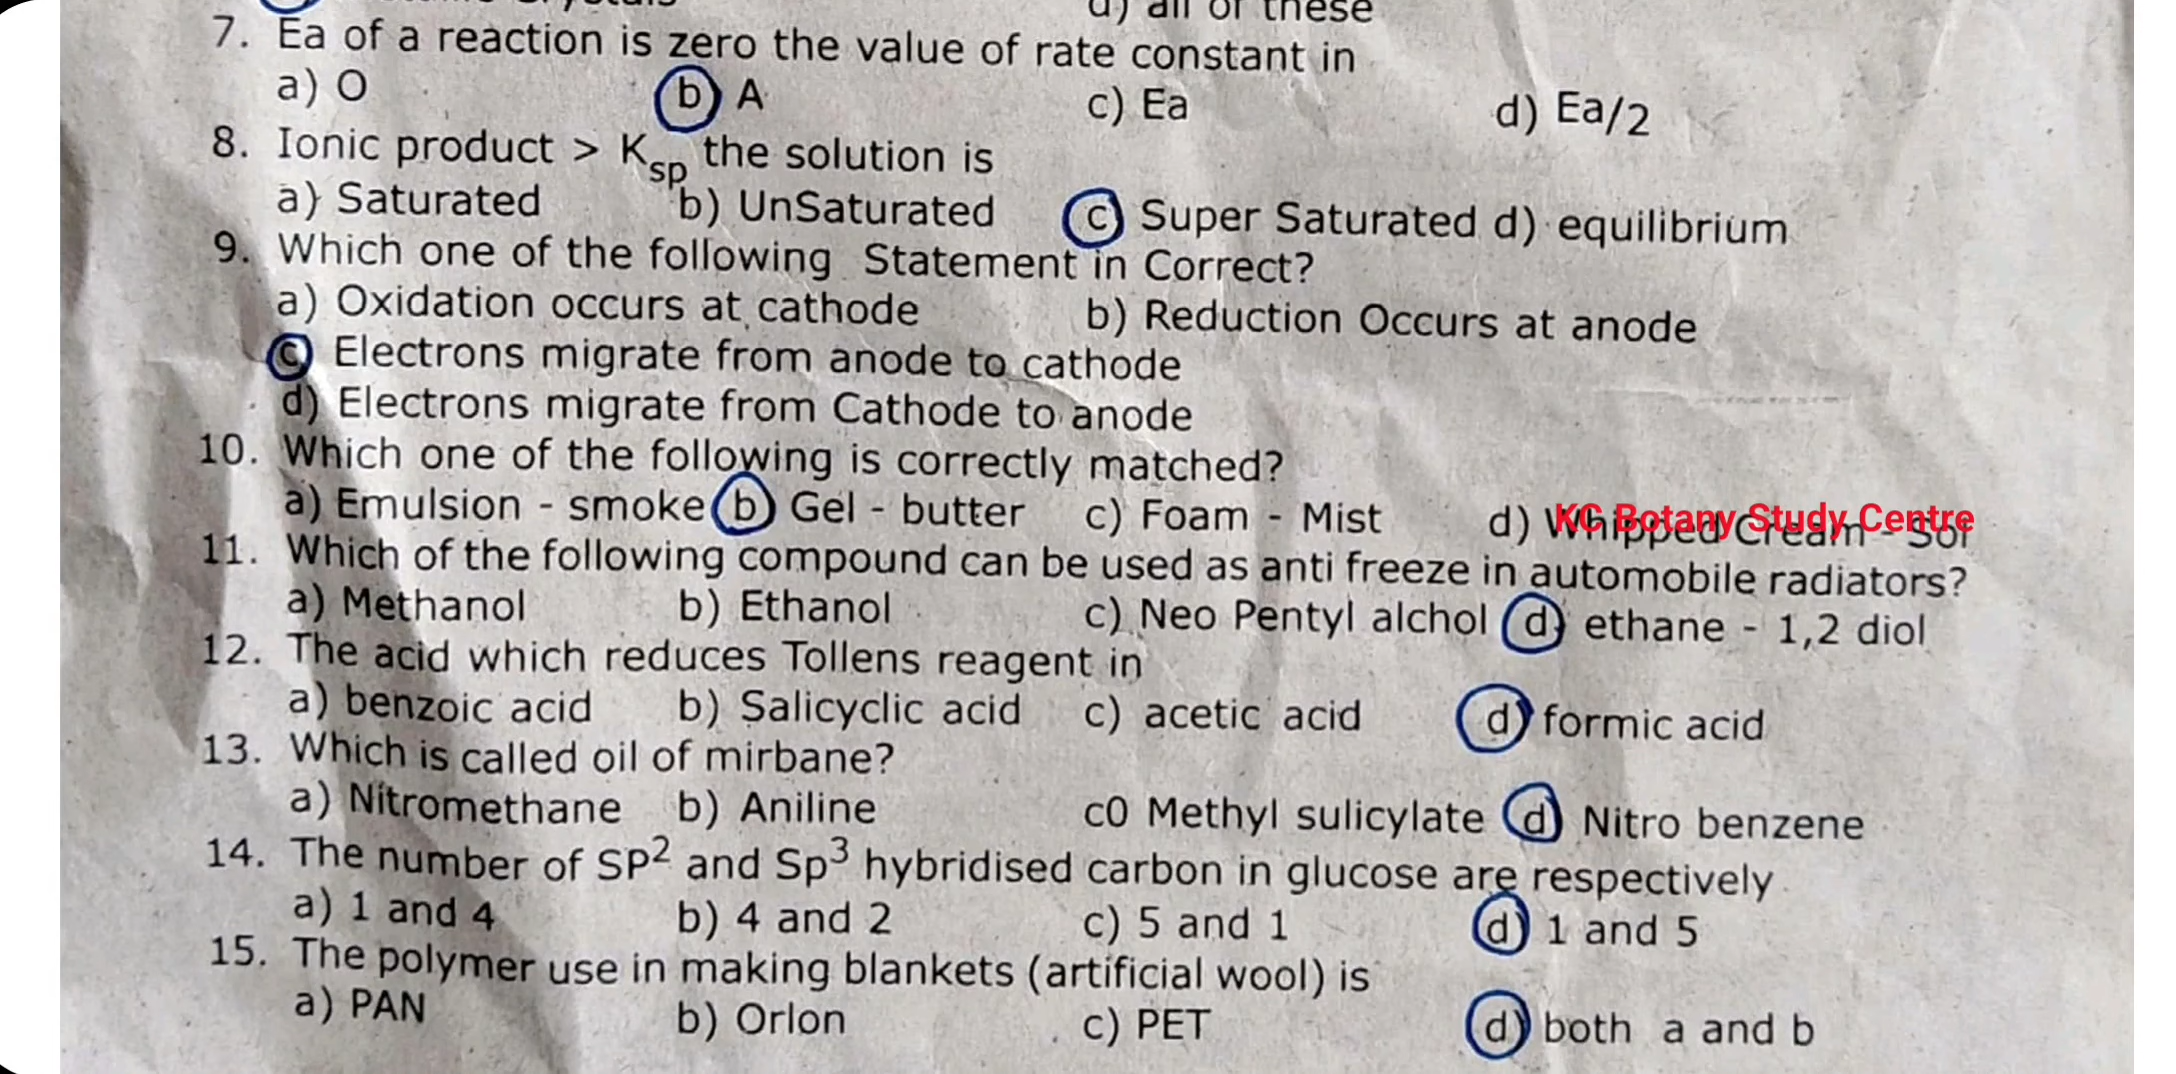 d) all of these
7. Ea of a reaction is zero the value of rate constant in
a) O b) A c) Ea d) Ea/2
8. Ionic product > Ksp the solution is
a) Saturated b) UnSaturated c) Super Saturated d) equilibrium
9. Which one of the following Statement in Correct?
a) Oxidation occurs at cathode b) Reduction Occurs at anode
c) Electrons migrate from anode to cathode
d) Electrons migrate from Cathode to anode
10. Which one of the following is correctly matched?
a) Emulsion - smoke b) Gel - butter c) Foam - Mist d) Whipped Cream - Sol
KC Botany Study Centre
11. Which of the following compound can be used as anti freeze in automobile radiators?
a) Methanol b) Ethanol c) Neo Pentyl alchol d) ethane - 1,2 diol
12. The acid which reduces Tollens reagent in
a) benzoic acid b) Salicyclic acid c) acetic acid d) formic acid
13. Which is called oil of mirbane?
a) Nitromethane b) Aniline c0 Methyl sulicylate d) Nitro benzene
14. The number of SP² and Sp³ hybridised carbon in glucose are respectively
a) 1 and 4 b) 4 and 2 c) 5 and 1 d) 1 and 5
15. The polymer use in making blankets (artificial wool) is
a) PAN b) Orlon c) PET d) both a and b